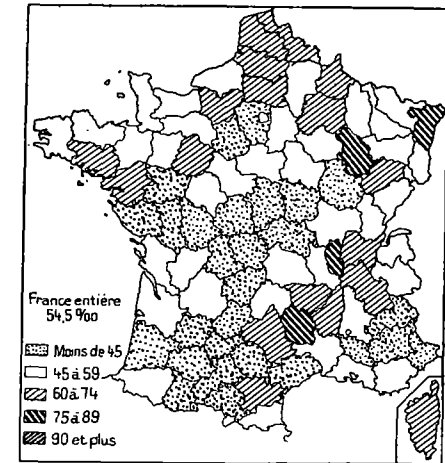 France entière
54,5 ‰
Moins de 45
45 à 59
60 à 74
75 à 89
90 et plus